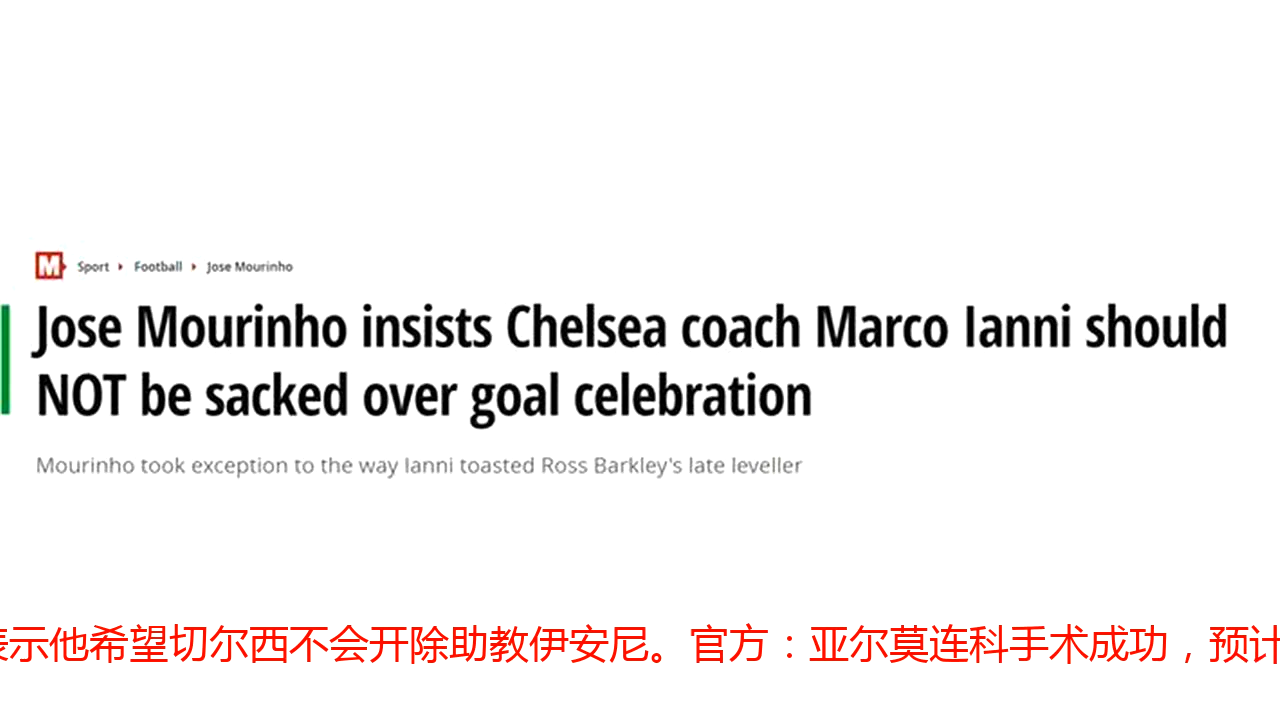 M Sport Football Jose Mourinho
Jose Mourinho insists Chelsea coach Marco Ianni should
NOT be sacked over goal celebration
Mourinho took exception to the way Ianni toasted Ross Barkley's late leveller
表示他希望切尔西不会开除助教伊安尼。官方：亚尔莫连科手术成功，预计